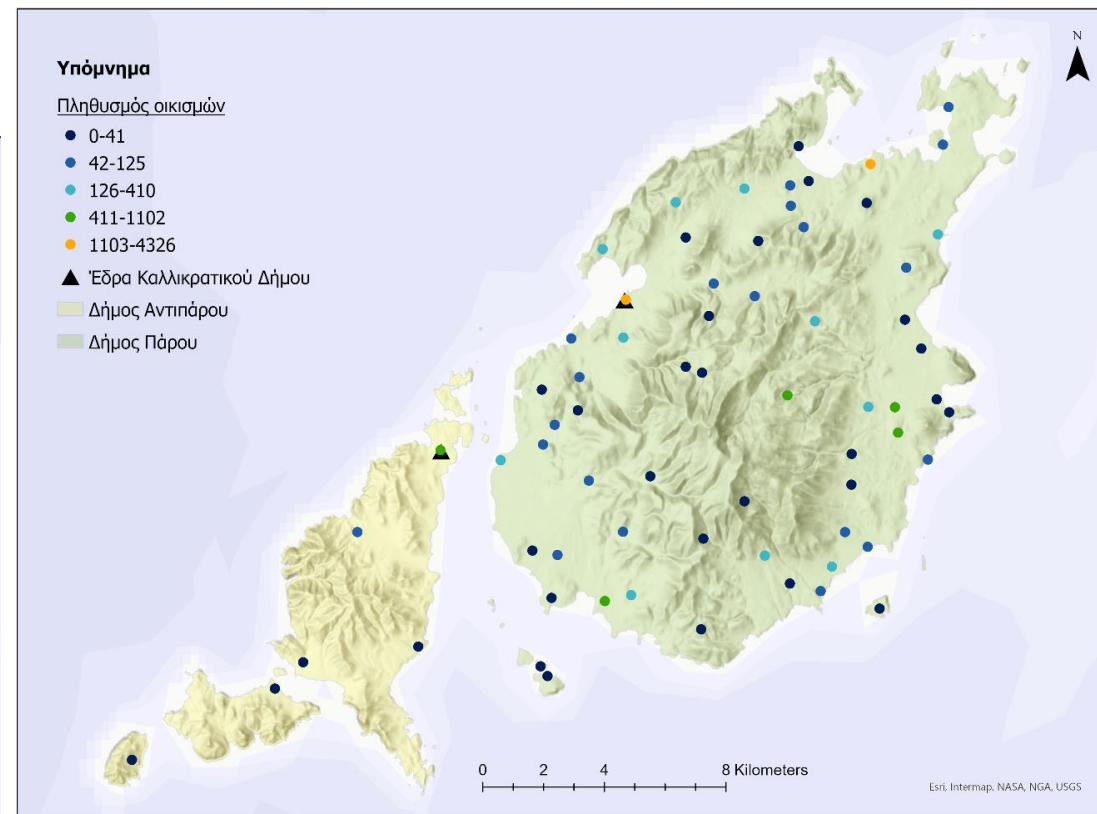 N
Υπόμνημα
Πληθυσμός οικισμών
0-41
42-125
126-410
411-1102
1103-4326
Έδρα Καλλικρατικού Δήμου
Δήμος Αντιπάρου
Δήμος Πάρου
0 2 4 8 Kilometers
Esri, Intermap, NASA, NGA, USGS